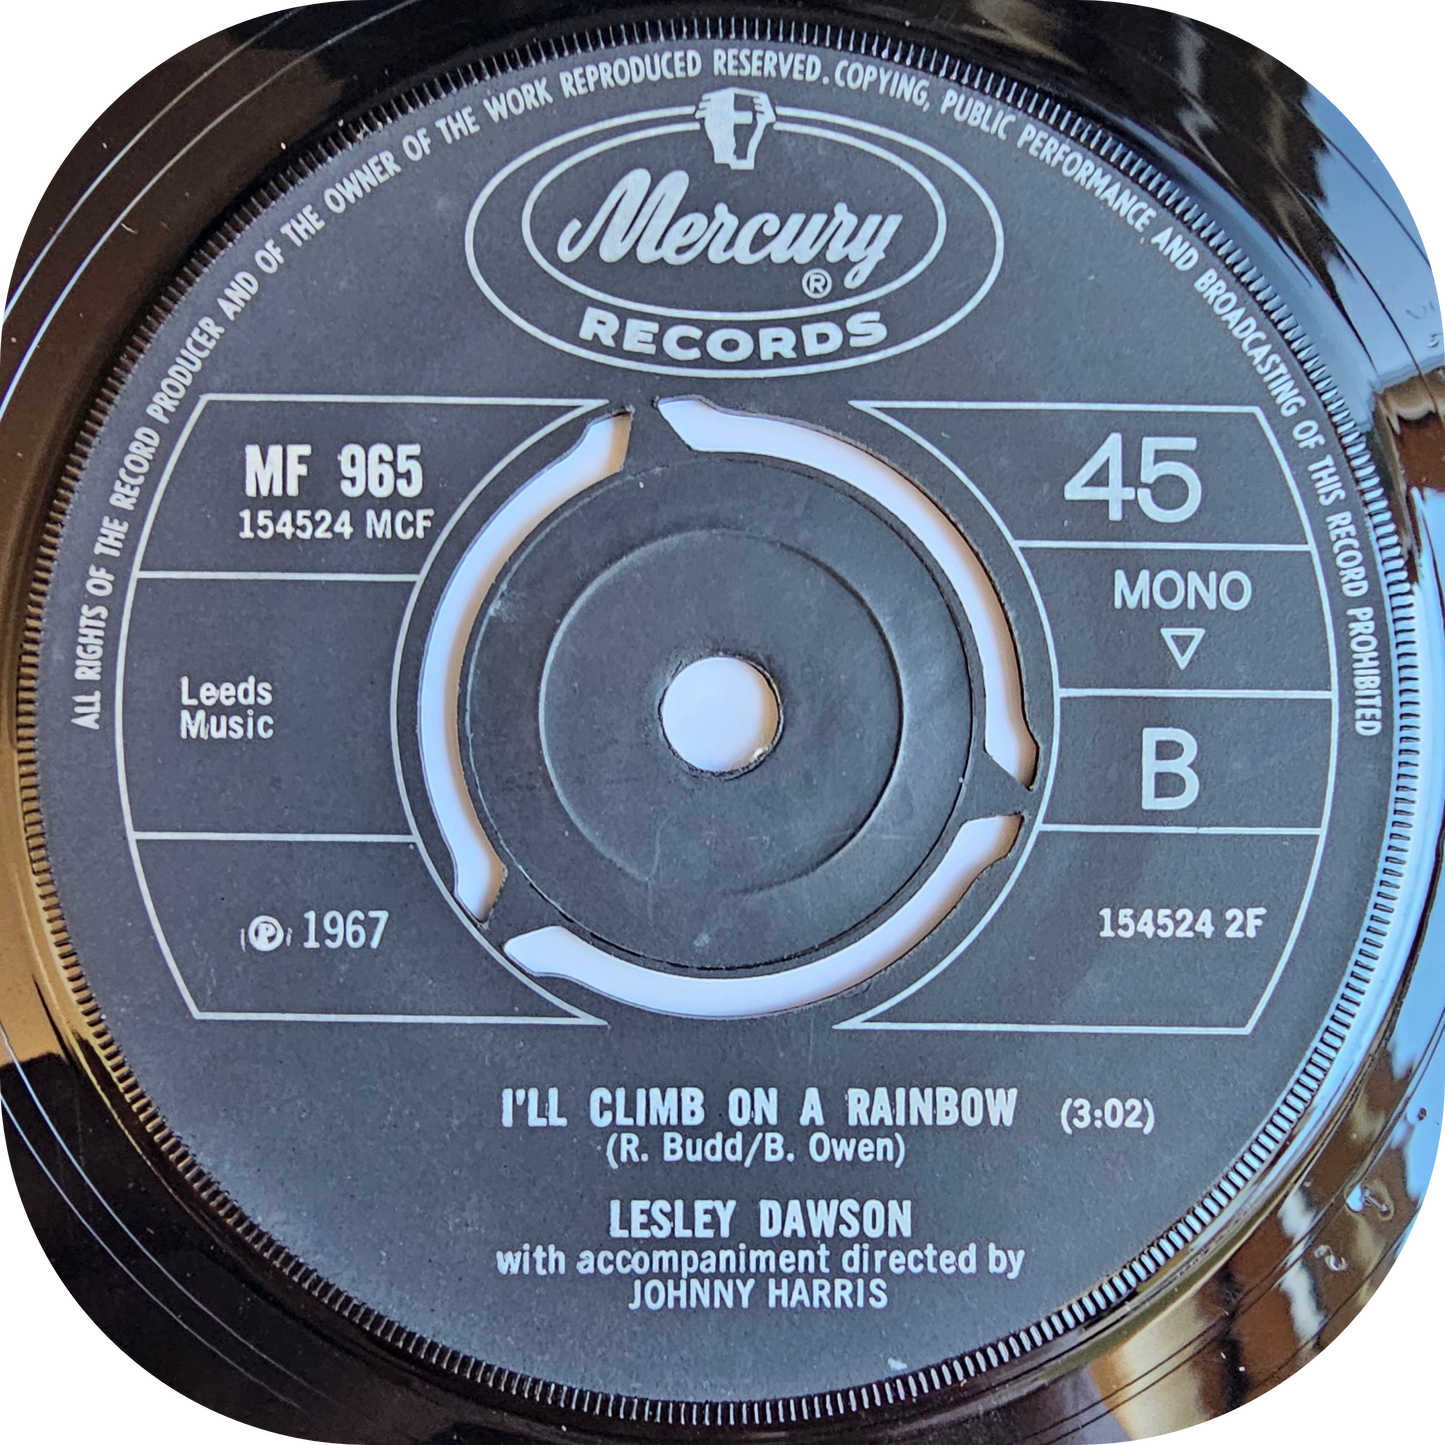 ALL RIGHTS OF THE RECORD PRODUCER AND OF THE OWNER OF THE WORK REPRODUCED RESERVED. COPYING, PUBLIC PERFORMANCE AND BROADCASTING OF THIS RECORD PROHIBITED
Mercury
®
RECORDS
MF 965
154524 MCF
45
MONO
Leeds
Music
B
℗ 1967
154524 2F
I'LL CLIMB ON A RAINBOW (3:02)
(R. Budd/B. Owen)
LESLEY DAWSON
with accompaniment directed by
JOHNNY HARRIS